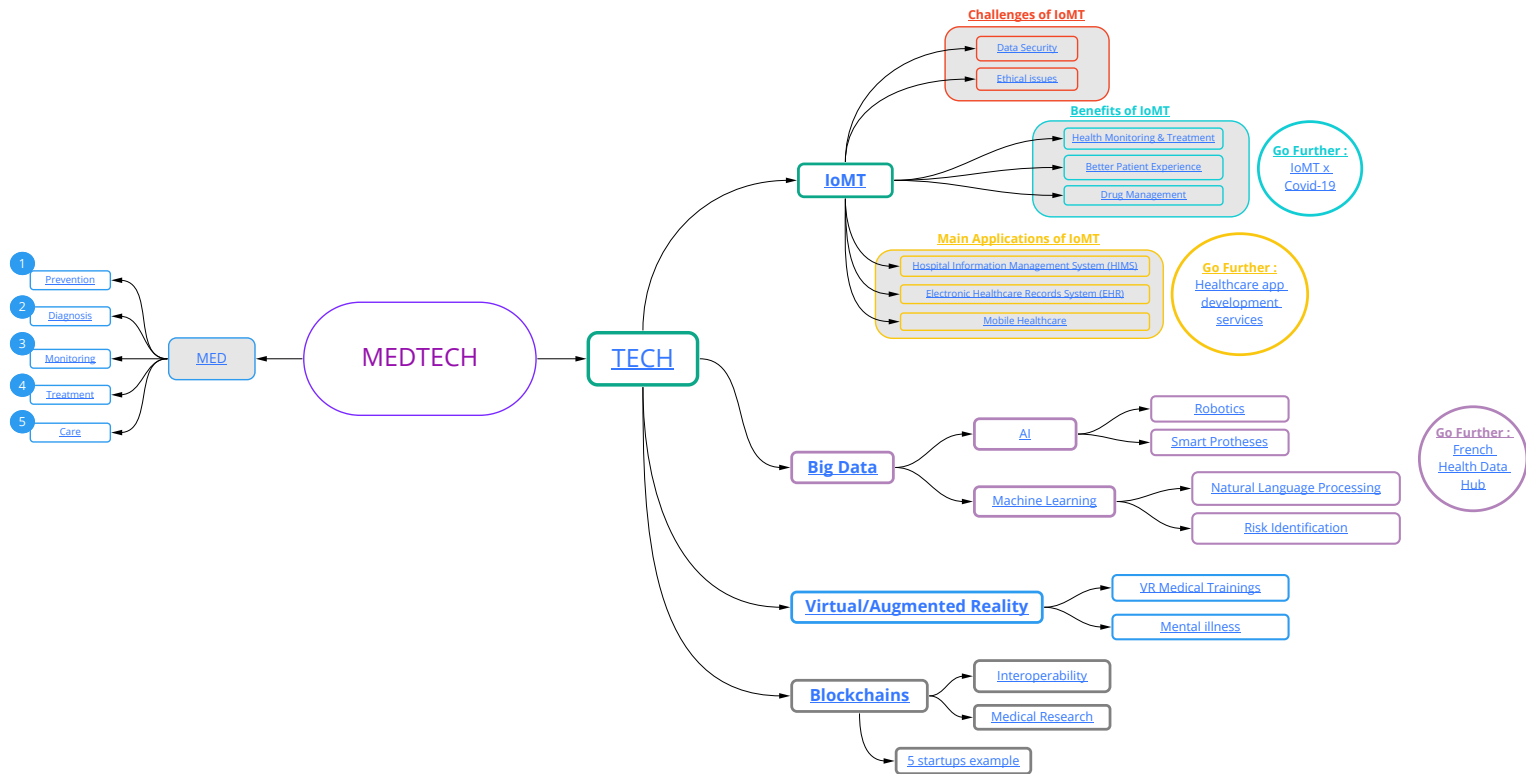 Challenges of IoMT
Data Security
Ethical issues
Benefits of IoMT
Health Monitoring & Treatment
Better Patient Experience
Drug Management
Go Further :
IoMT x
Covid-19
IoMT
Main Applications of IoMT
Hospital Information Management System (HIMS)
Electronic Healthcare Records System (EHR)
Mobile Healthcare
Go Further :
Healthcare app
development
services
1
Prevention
2
Diagnosis
3
Monitoring
4
Treatment
5
Care
MED
MEDTECH
TECH
Big Data
AI
Robotics
Smart Protheses
Machine Learning
Natural Language Processing
Risk Identification
Go Further :
French
Health Data
Hub
Virtual/Augmented Reality
VR Medical Trainings
Mental illness
Blockchains
Interoperability
Medical Research
5 startups example